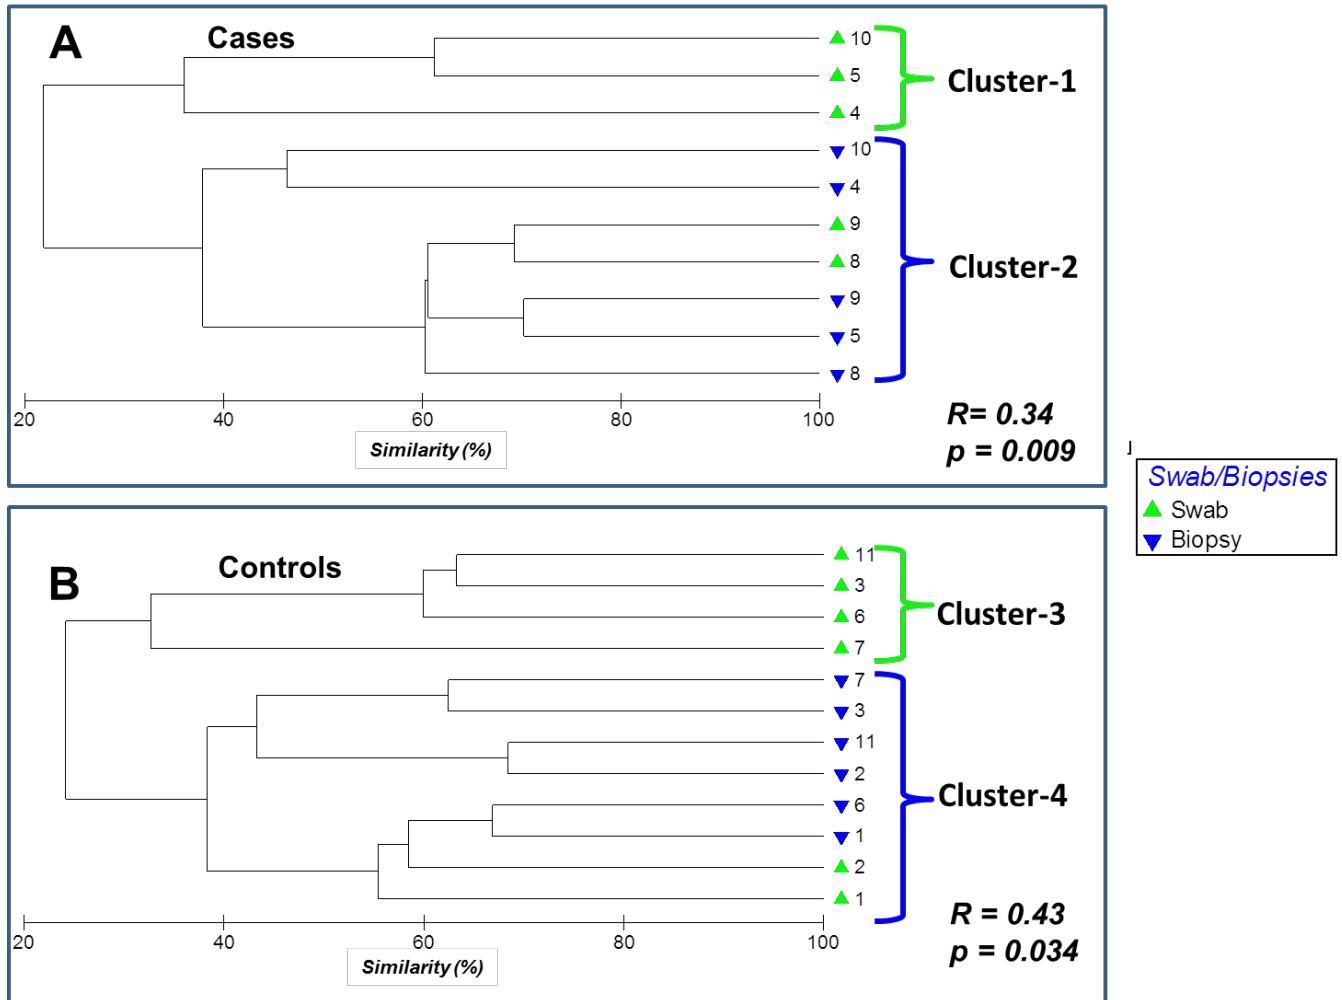 A
Cases
10
5
4
Cluster-1
10
4
9
8
9
5
8
Cluster-2
20 40 60 80 100
Similarity (%)
R= 0.34
p = 0.009
Swab/Biopsies
Swab
Biopsy
B
Controls
11
3
6
7
Cluster-3
7
3
11
2
6
1
2
1
Cluster-4
20 40 60 80 100
Similarity (%)
R = 0.43
p = 0.034